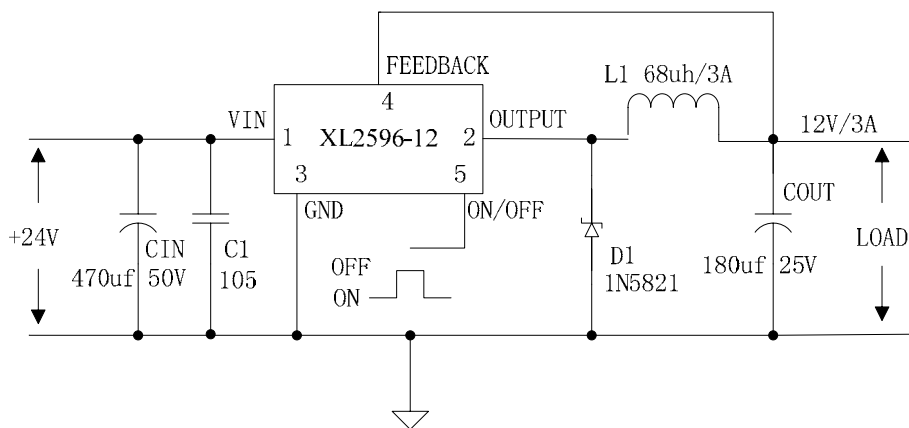 FEEDBACK
L1 68uh/3A
4
VIN
1
XL2596-12
2
OUTPUT
12V/3A
3
5
GND
ON/OFF
COUT
+24V
CIN
C1
OFF
D1
LOAD
470uf 50V
105
ON
1N5821
180uf 25V